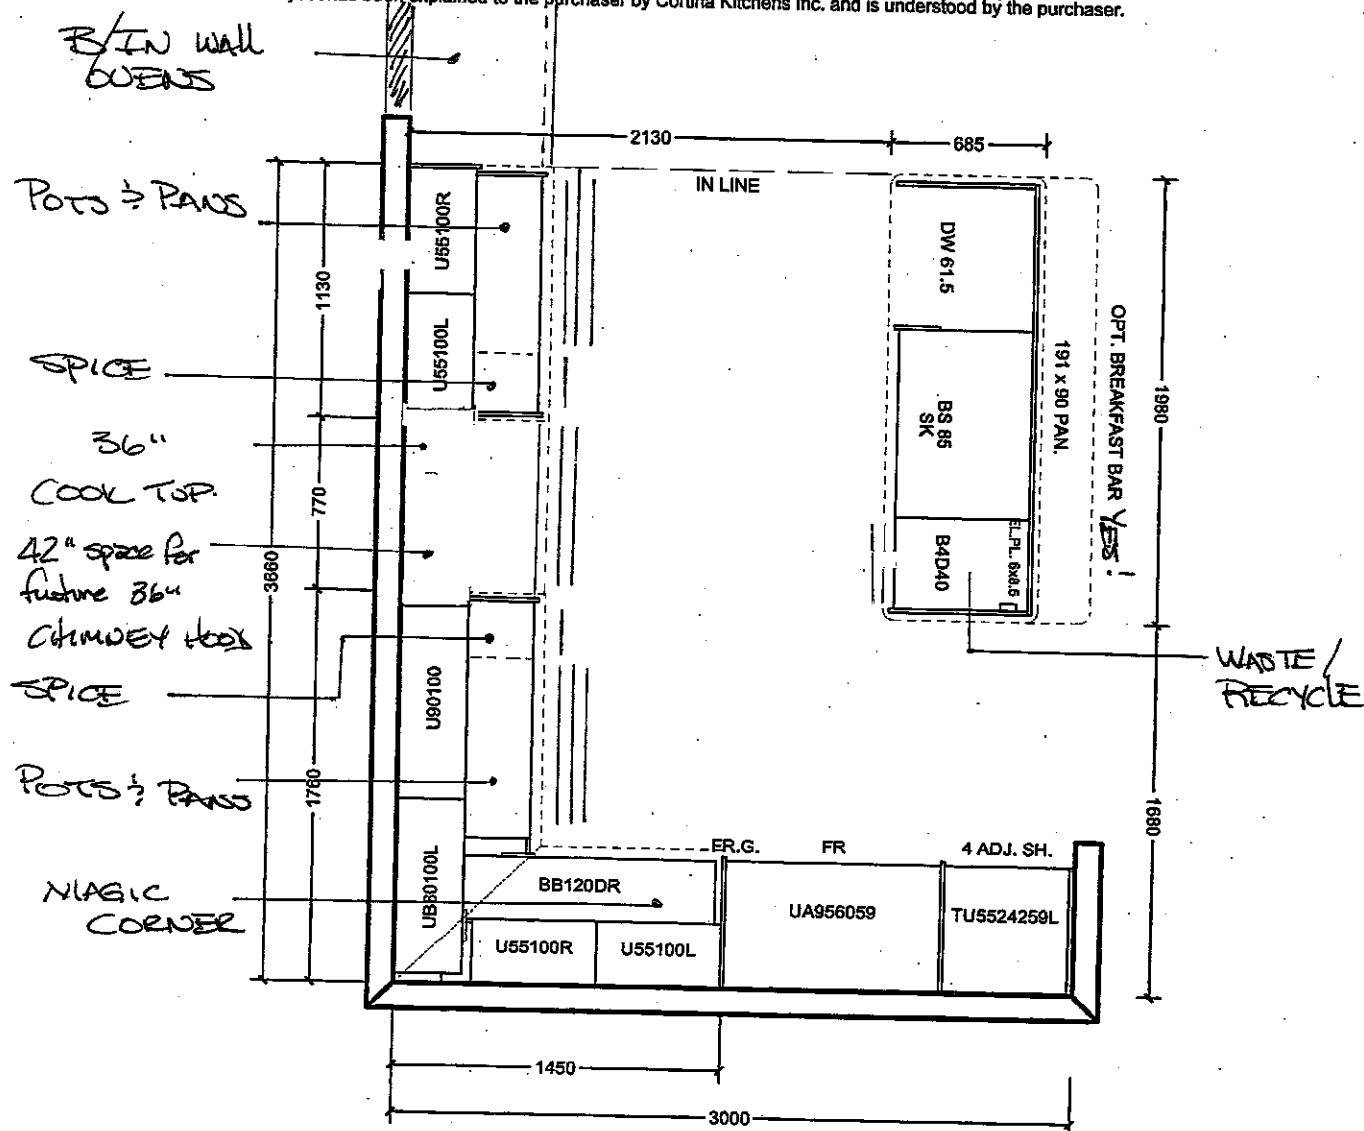 explained to the purchaser by Cortina Kitchens Inc. and is understood by the purchaser.
B/IN WALL
OVENS
2130
685
IN LINE
POTS & PANS
U55100R
1130
U55100L
SPICE
DW 61.5
BS 85
SK
B4D40
EL.PL. 6x8.5
191 x 90 PAN.
OPT. BREAKFAST BAR YES!
1980
36"
COOK TOP.
770
3660
42" space for
future 36"
CHIMNEY HOOD
SPICE
U90100
WASTE /
RECYCLE
POTS & PANS
1760
1680
UB80100L
MAGIC
CORNER
BB120DR
FR.G.
FR
4 ADJ. SH.
UA956059
TU5524259L
U55100R
U55100L
1450
3000